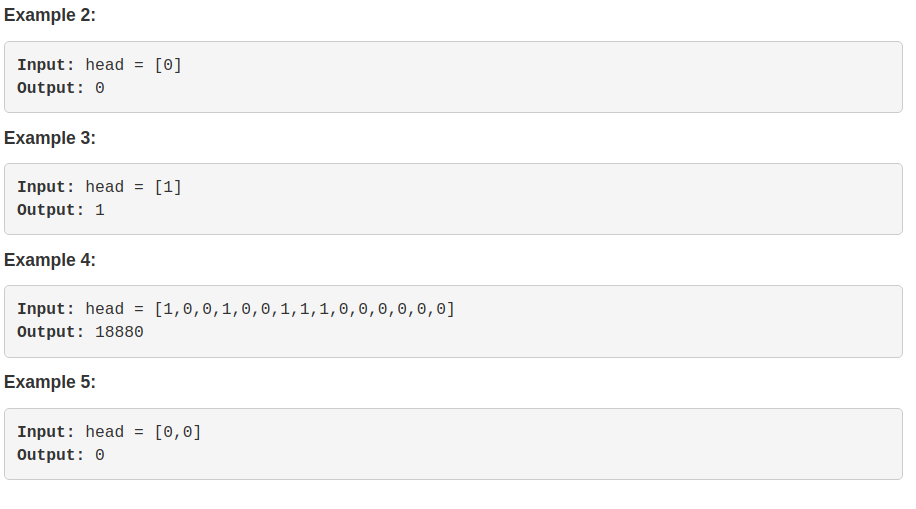 Example 2:
Input: head = [0]
Output: 0
Example 3:
Input: head = [1]
Output: 1
Example 4:
Input: head = [1,0,0,1,0,0,1,1,1,0,0,0,0,0,0]
Output: 18880
Example 5:
Input: head = [0,0]
Output: 0